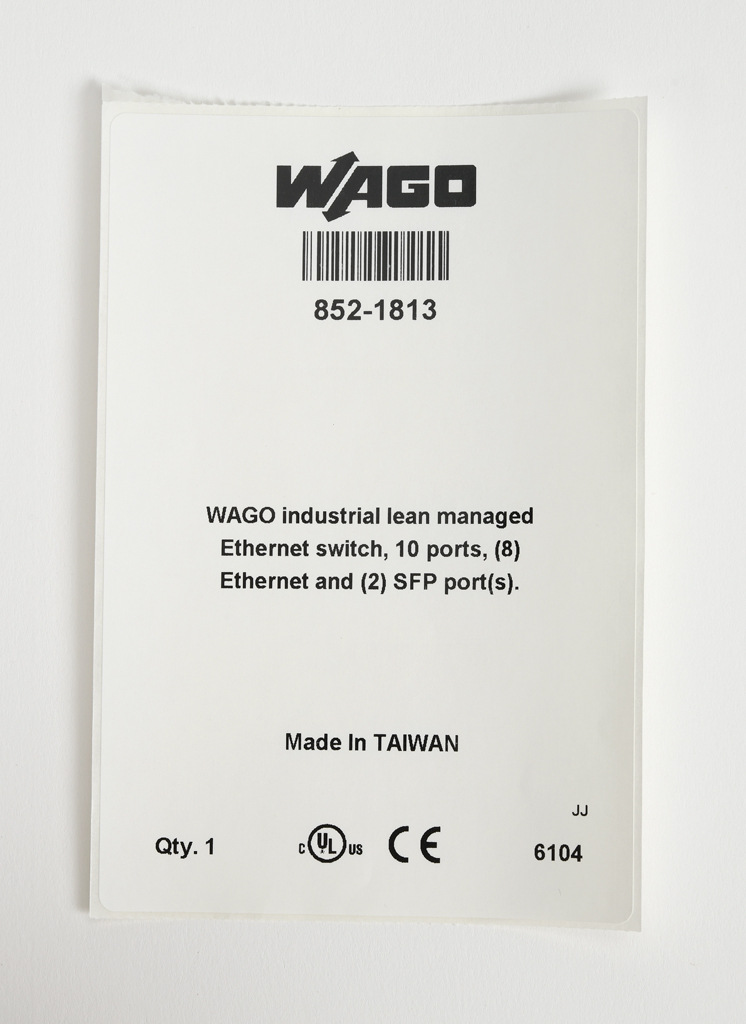 WAGO
852-1813
WAGO industrial lean managed
Ethernet switch, 10 ports, (8)
Ethernet and (2) SFP port(s).
Made In TAIWAN
JJ
Qty. 1 C UL US CE 6104